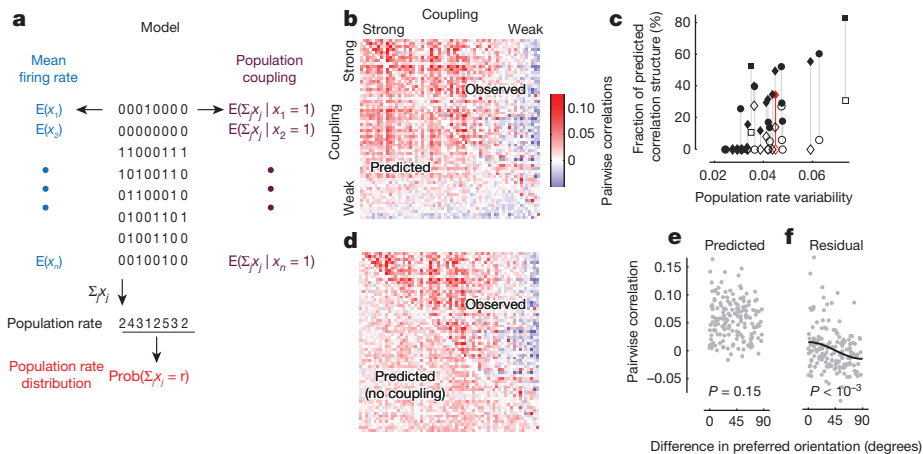 a
Model
Mean
firing rate
Population
coupling
E(x₁)
00010000
E(Σⱼxⱼ | x₁ = 1)
E(x₂)
00000000
E(Σⱼxⱼ | x₂ = 1)
11000111
10100110
01100010
01001101
01001100
E(xₙ)
00100100
E(Σⱼxⱼ | xₙ = 1)
Σⱼxⱼ
Population rate
24312532
Population rate
distribution
Prob(Σⱼxⱼ = r)
b
Coupling
Strong
Weak
Strong
Coupling
Weak
Observed
Predicted
0.10
0.05
0
Pairwise correlations
c
Fraction of predicted
correlation structure (%)
80
60
40
20
0
0.02
0.04
0.06
Population rate variability
d
Observed
Predicted
(no coupling)
e
Predicted
Pairwise correlation
0.15
0.10
0.05
0
−0.05
P = 0.15
0
45
90
f
Residual
P < 10⁻³
0
45
90
Difference in preferred orientation (degrees)